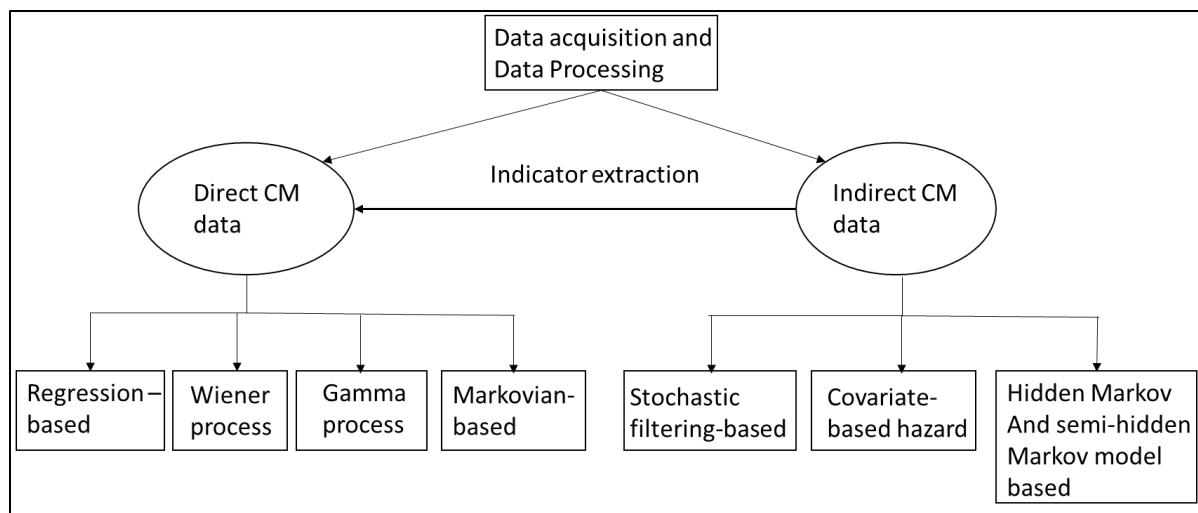 Data acquisition and
Data Processing
Direct CM
data
Indicator extraction
Indirect CM
data
Regression –
based
Wiener
process
Gamma
process
Markovian-
based
Stochastic
filtering-based
Covariate-
based hazard
Hidden Markov
And semi-hidden
Markov model
based